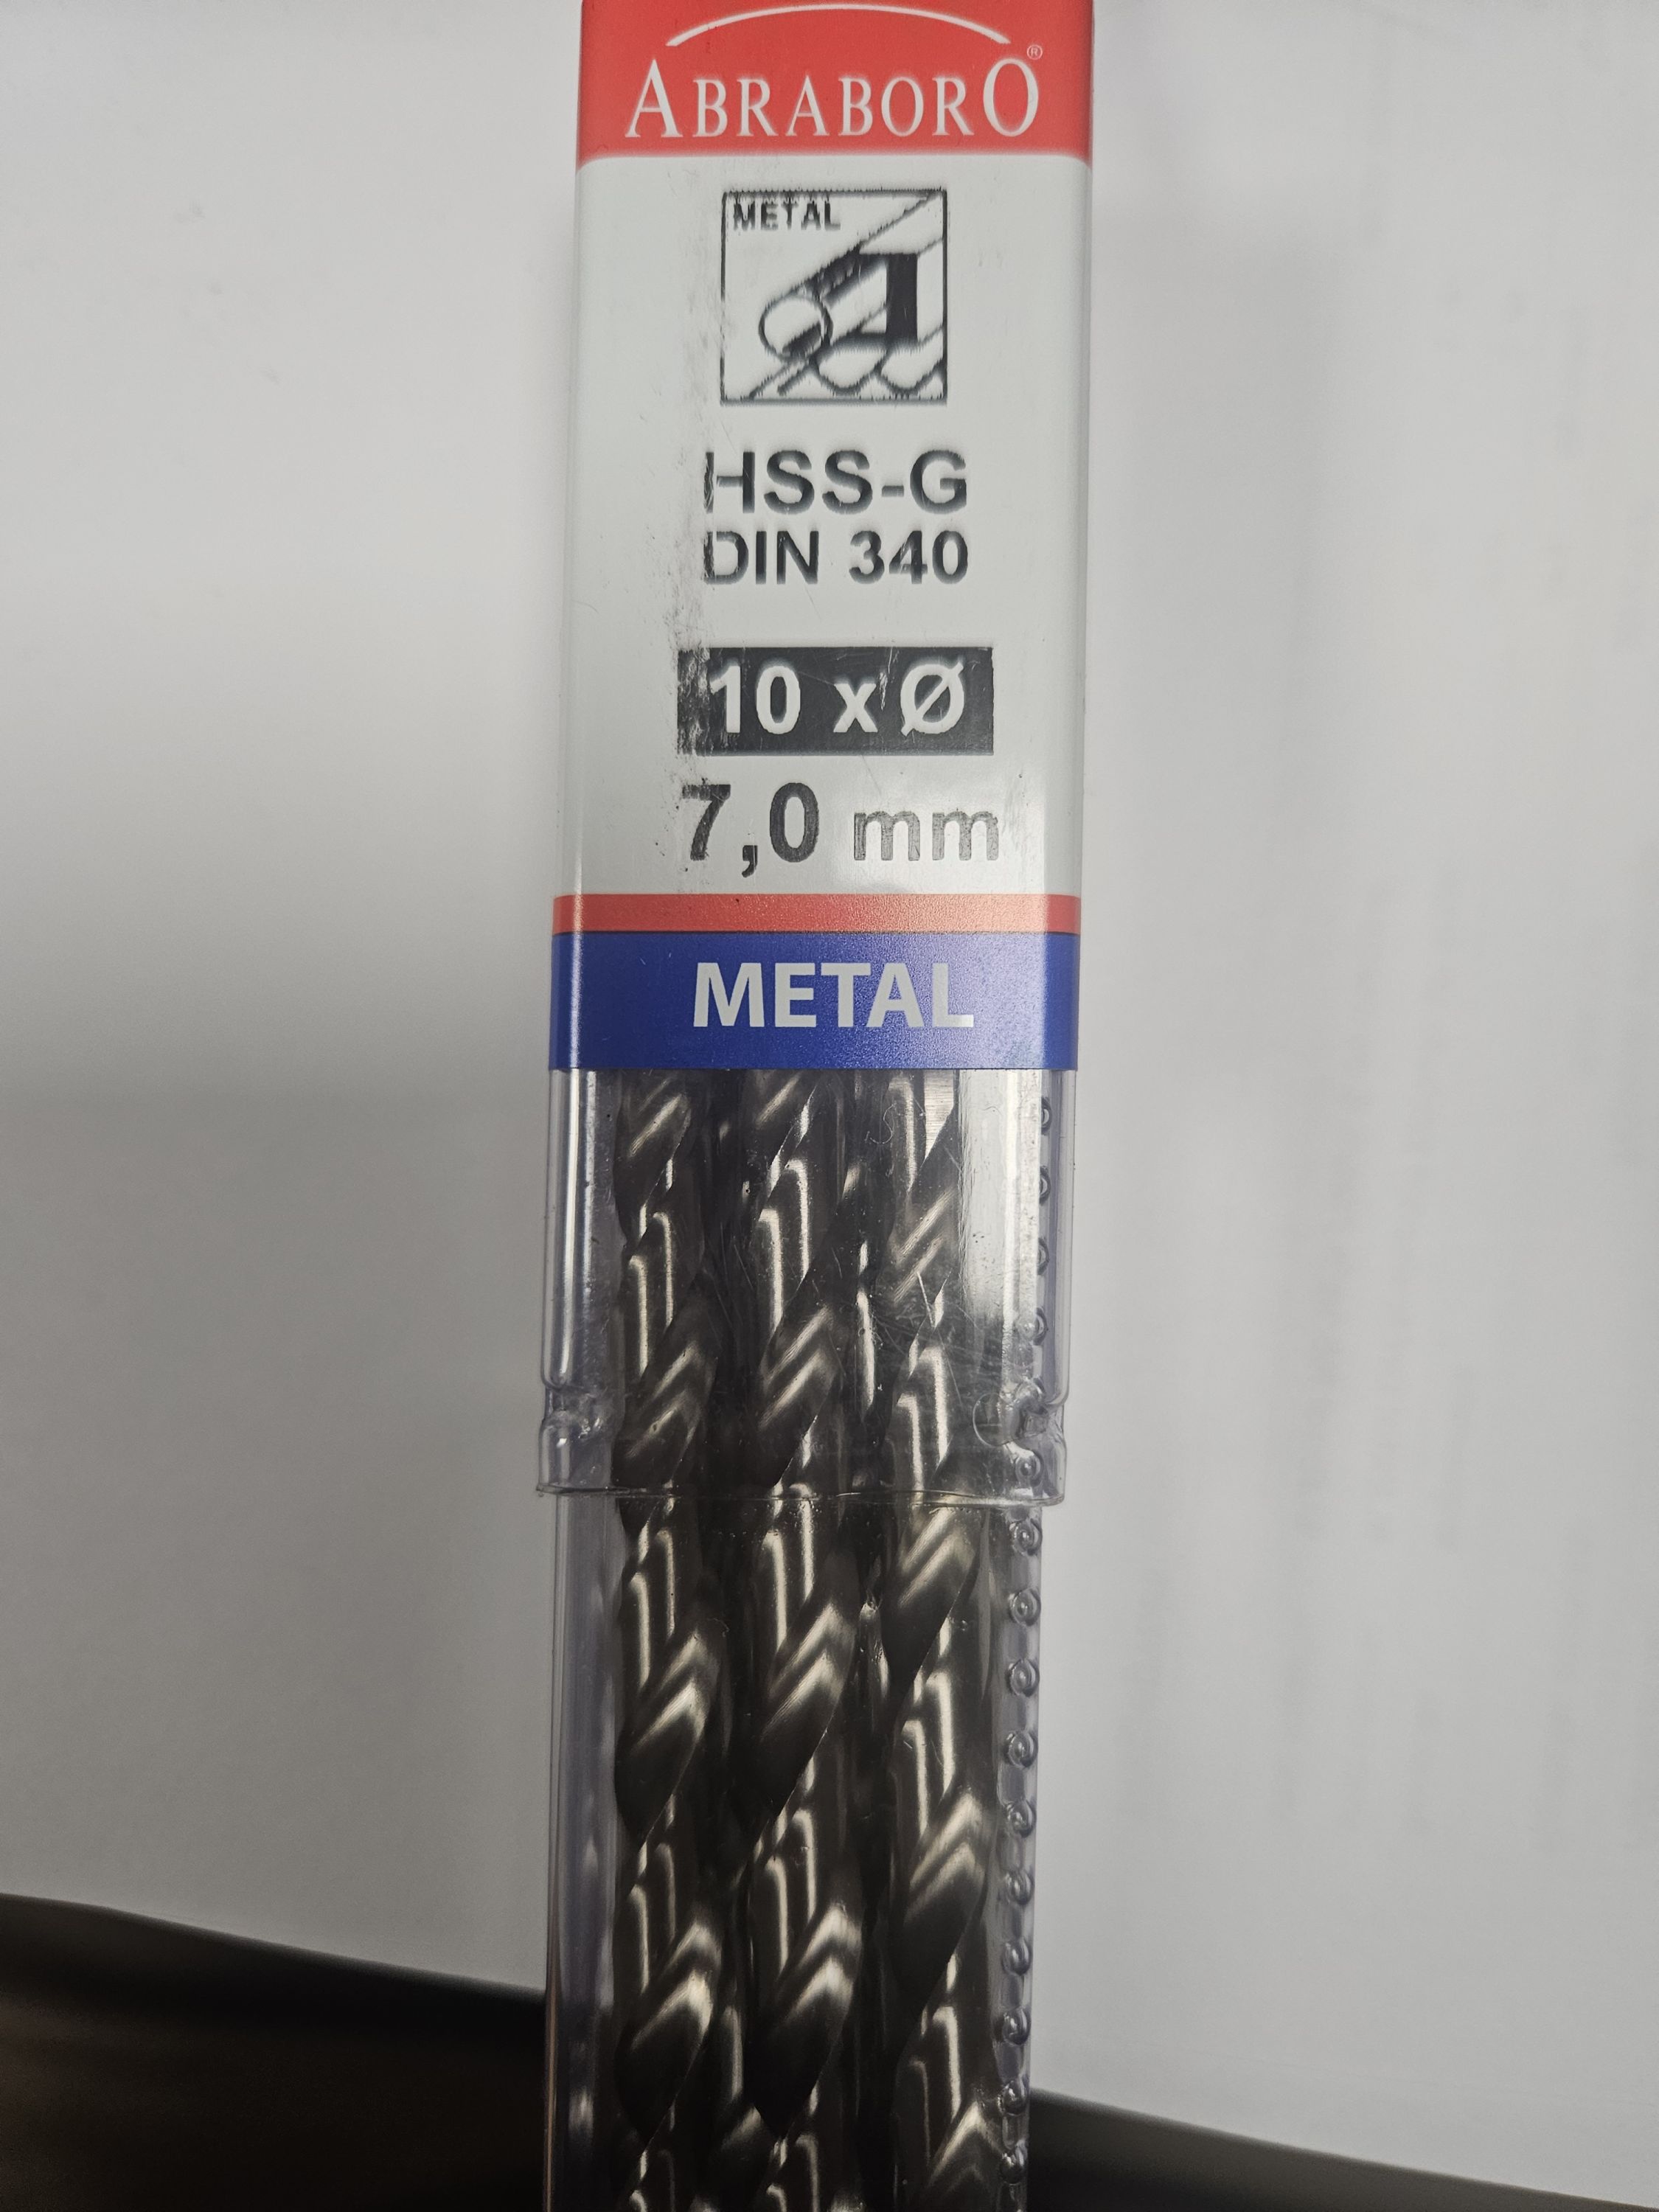 ABRABORO®
METAL
HSS-G
DIN 340
10 x Ø
7,0 mm
METAL